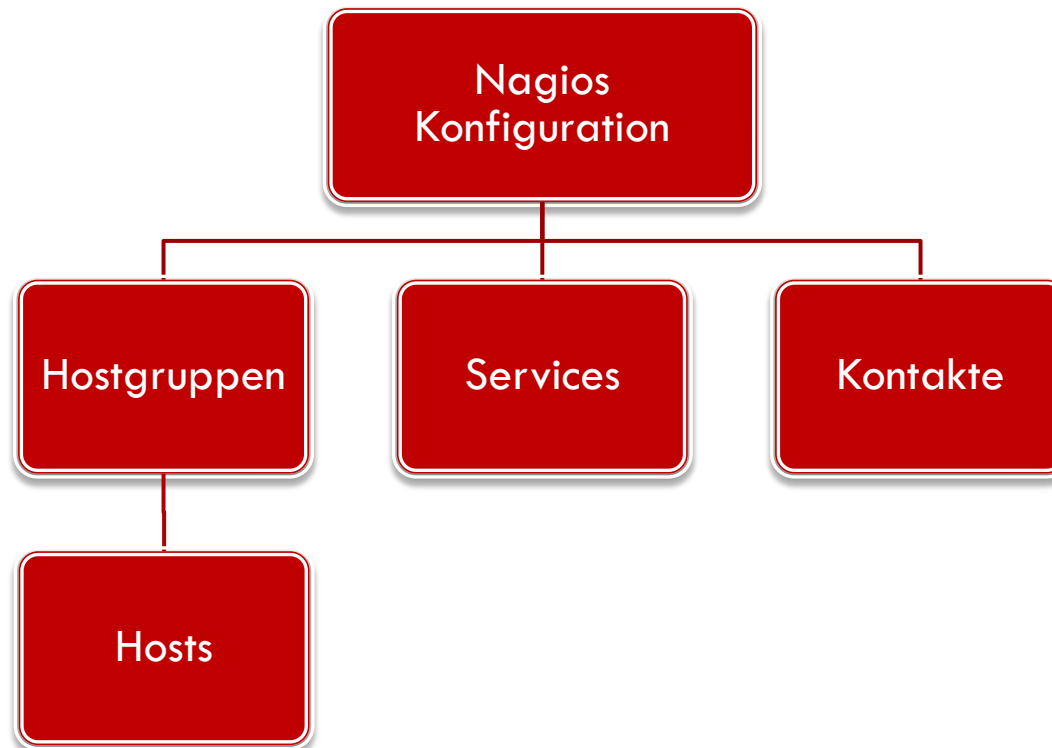 Nagios
Konfiguration
Hostgruppen
Services
Kontakte
Hosts